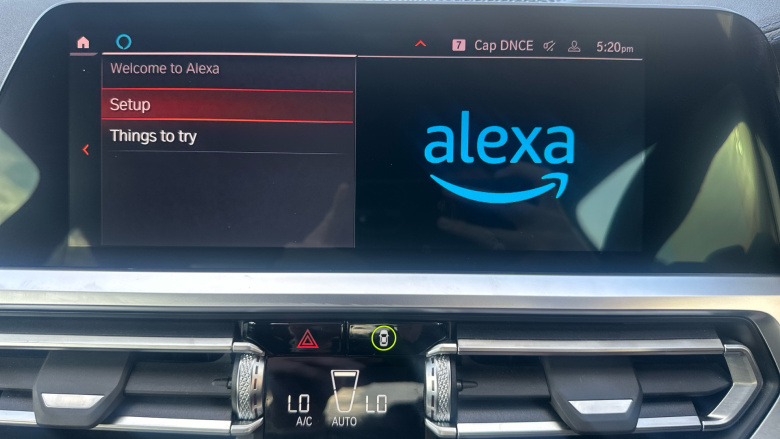 7 Cap DNCE 5:20pm
Welcome to Alexa
Setup
Things to try
alexa
LO LO
A/C AUTO